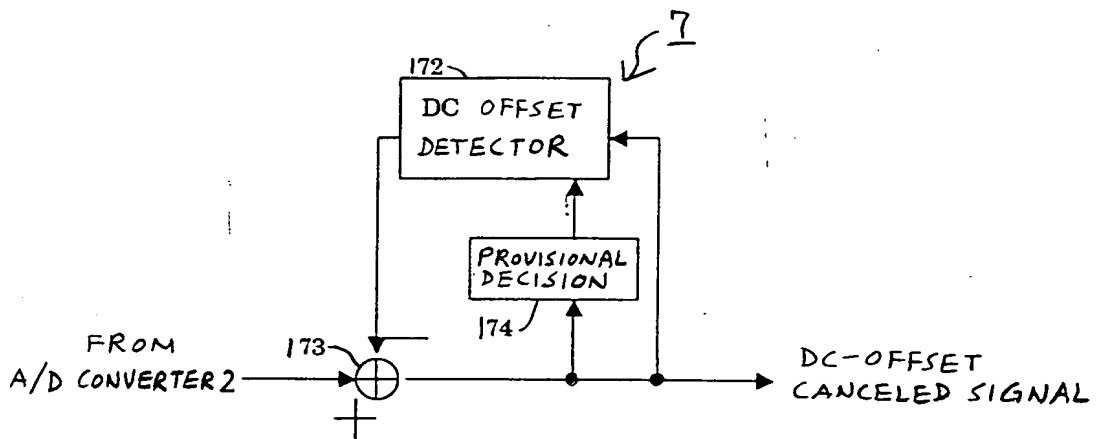 7
172
DC OFFSET
DETECTOR
PROVISIONAL
DECISION
174
FROM
A/D CONVERTER 2
173
−
+
DC-OFFSET
CANCELED SIGNAL